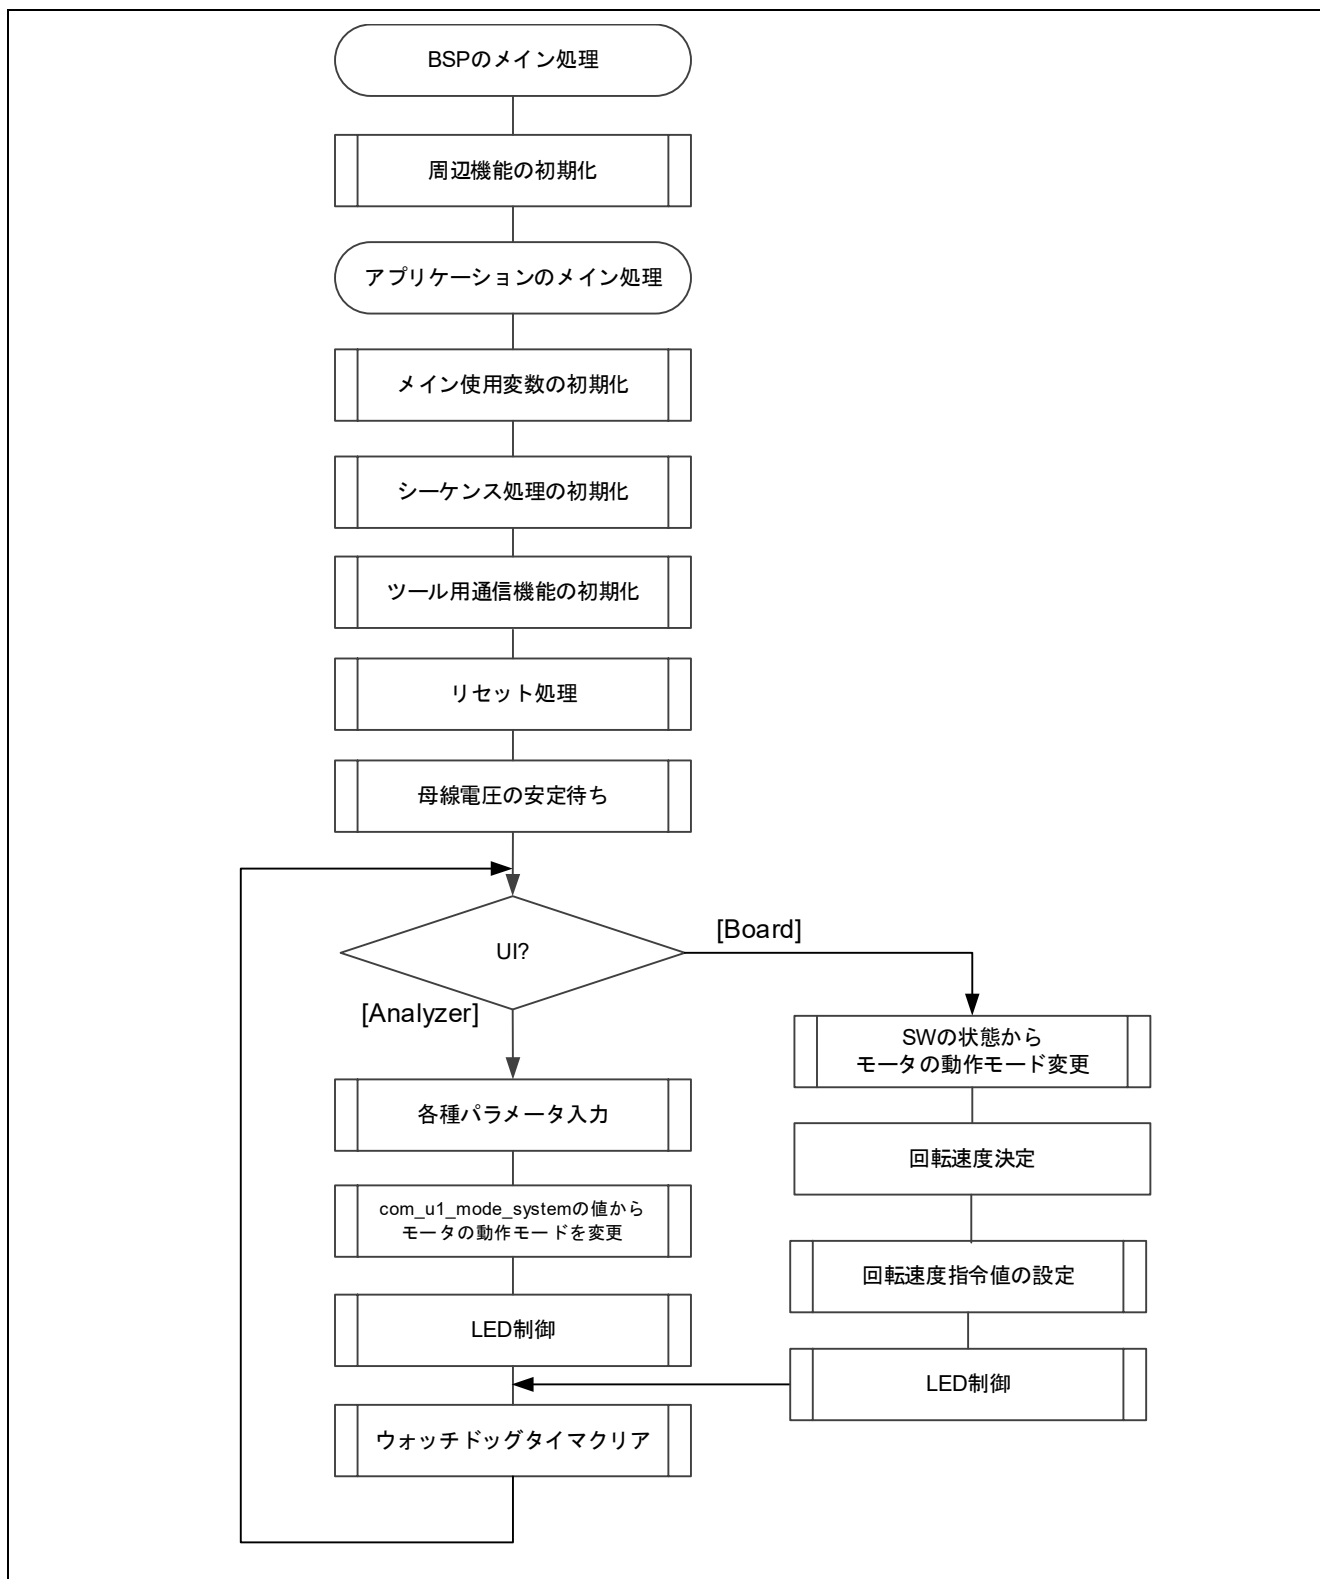 BSPのメイン処理
周辺機能の初期化
アプリケーションのメイン処理
メイン使用変数の初期化
シーケンス処理の初期化
ツール用通信機能の初期化
リセット処理
母線電圧の安定待ち
UI?
[Board]
[Analyzer]
SWの状態から
モータの動作モード変更
各種パラメータ入力
回転速度決定
com_u1_mode_systemの値から
モータの動作モードを変更
回転速度指令値の設定
LED制御
LED制御
ウォッチドッグタイマクリア